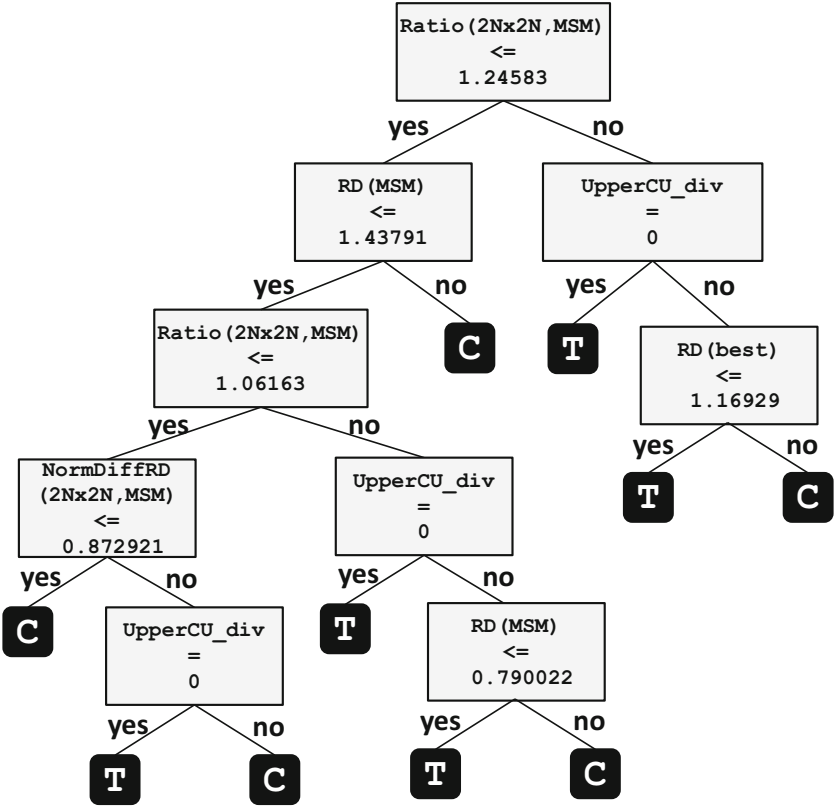 Ratio(2Nx2N,MSM)
<=
1.24583
yes
no
RD(MSM)
<=
1.43791
UpperCU_div
=
0
yes
no
yes
no
Ratio(2Nx2N,MSM)
<=
1.06163
C
T
RD(best)
<=
1.16929
yes
no
yes
no
NormDiffRD
(2Nx2N,MSM)
<=
0.872921
UpperCU_div
=
0
T
C
yes
no
yes
no
C
UpperCU_div
=
0
T
RD(MSM)
<=
0.790022
yes
no
yes
no
T
C
T
C